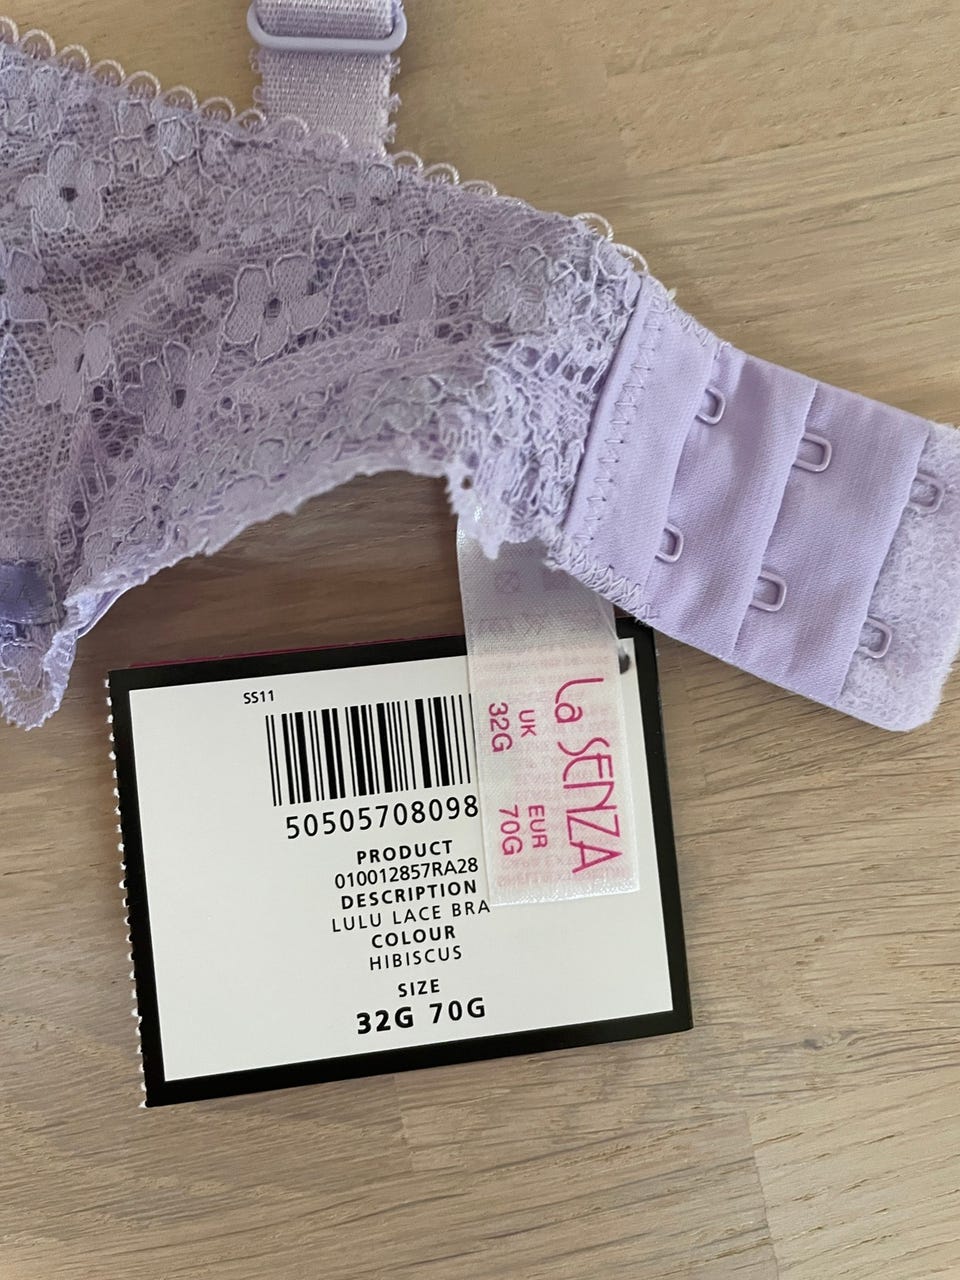 SS11
50505708098
PRODUCT
010012857RA28
DESCRIPTION
LULU LACE BRA
COLOUR
HIBISCUS
SIZE
32G 70G
La SENZA
UK EUR
32G 70G